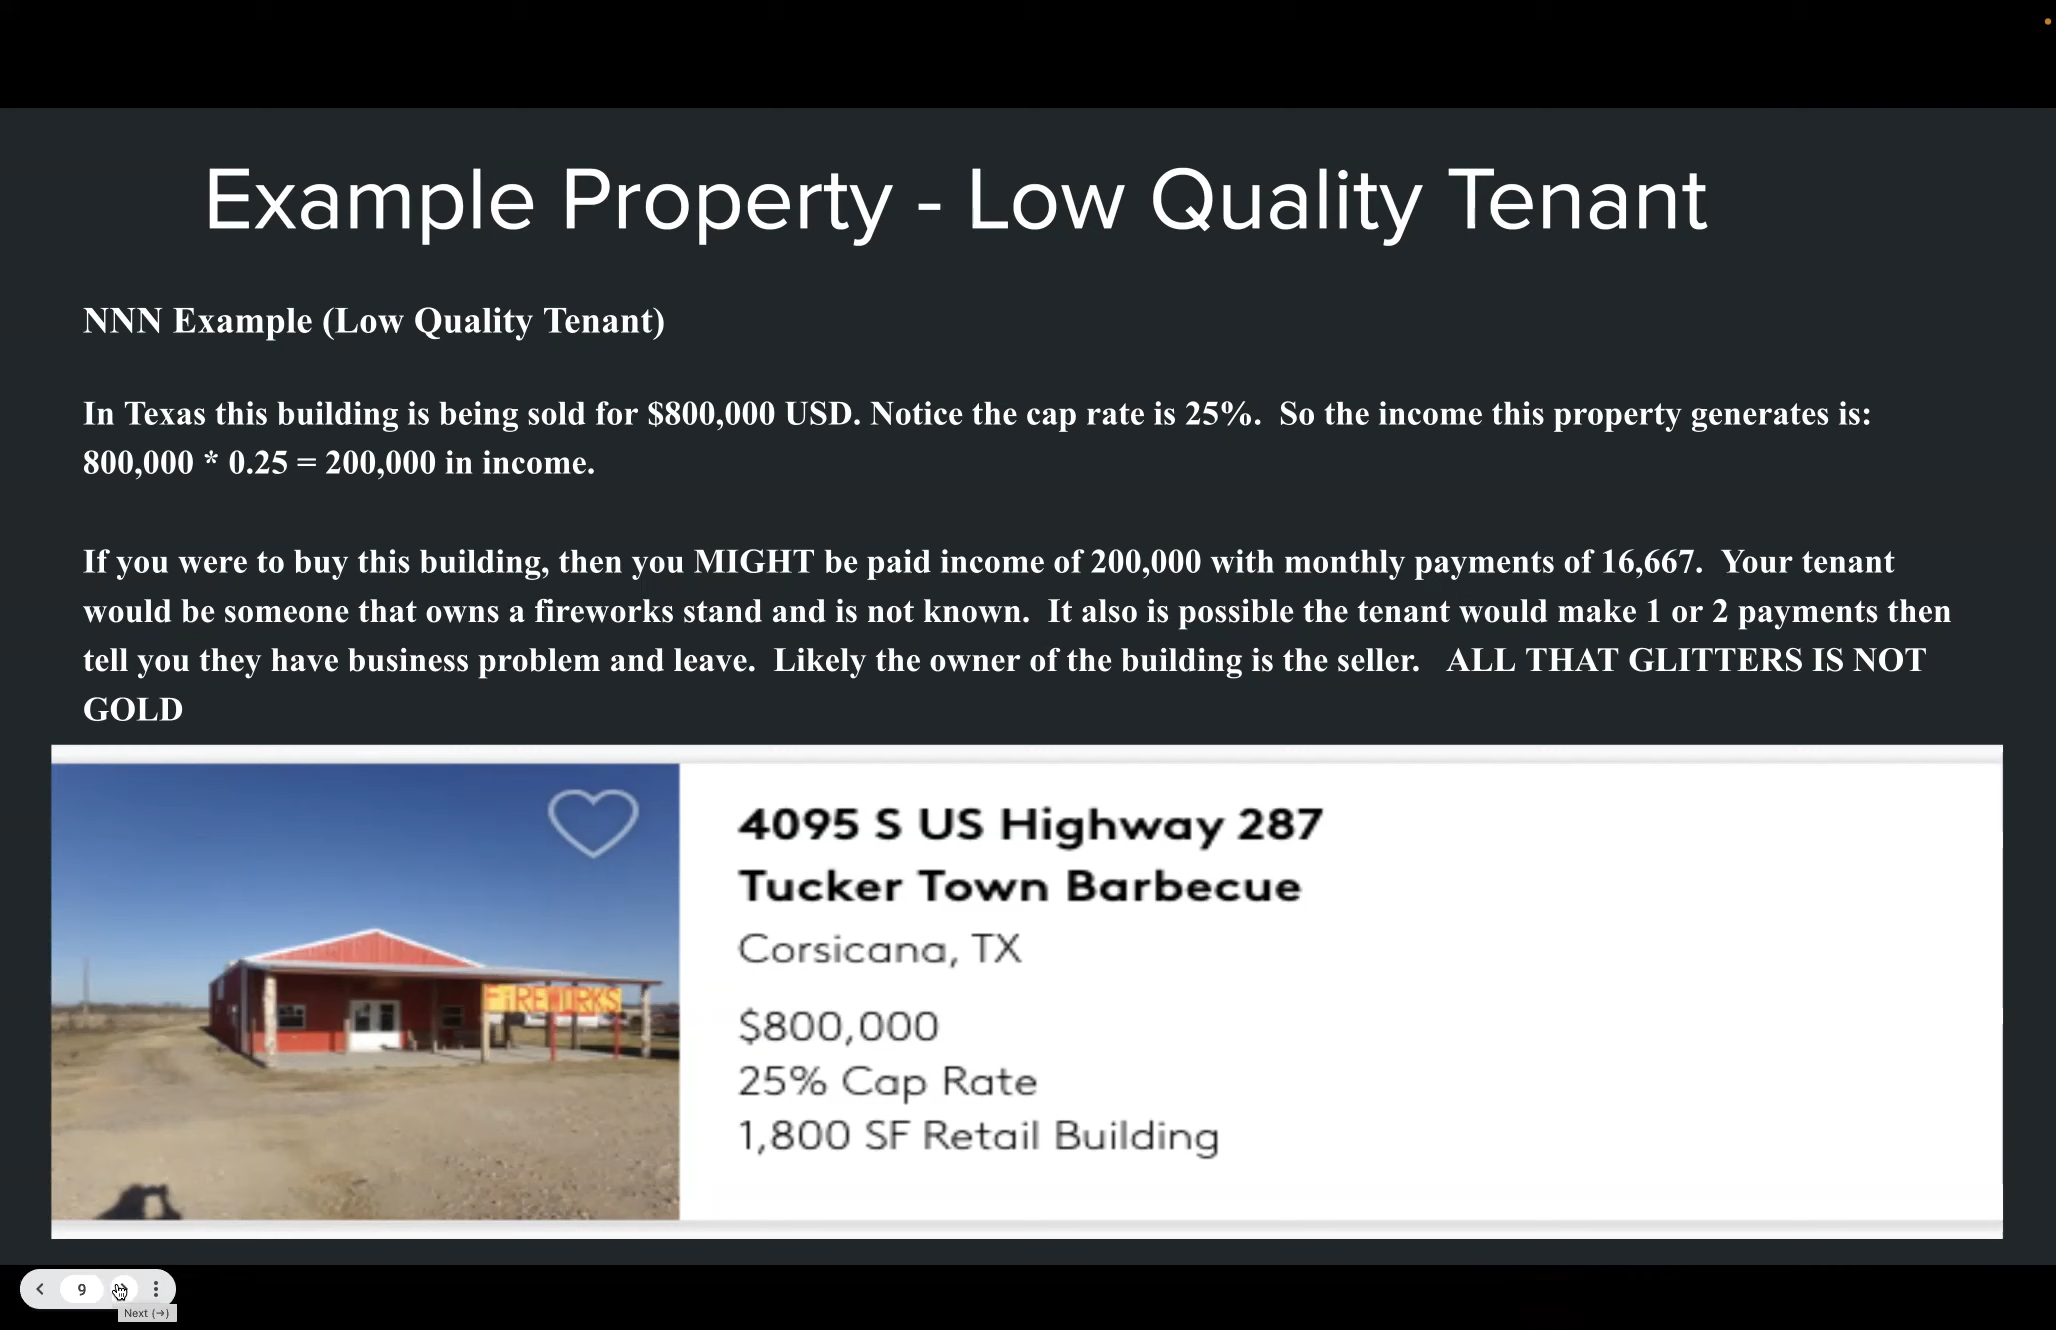 Example Property - Low Quality Tenant
NNN Example (Low Quality Tenant)
In Texas this building is being sold for $800,000 USD. Notice the cap rate is 25%.  So the income this property generates is:
800,000 * 0.25 = 200,000 in income.
If you were to buy this building, then you MIGHT be paid income of 200,000 with monthly payments of 16,667.  Your tenant
would be someone that owns a fireworks stand and is not known.  It also is possible the tenant would make 1 or 2 payments then
tell you they have business problem and leave.  Likely the owner of the building is the seller.   ALL THAT GLITTERS IS NOT
GOLD
FIREWORKS
4095 S US Highway 287
Tucker Town Barbecue
Corsicana, TX
$800,000
25% Cap Rate
1,800 SF Retail Building
9
Next (→)